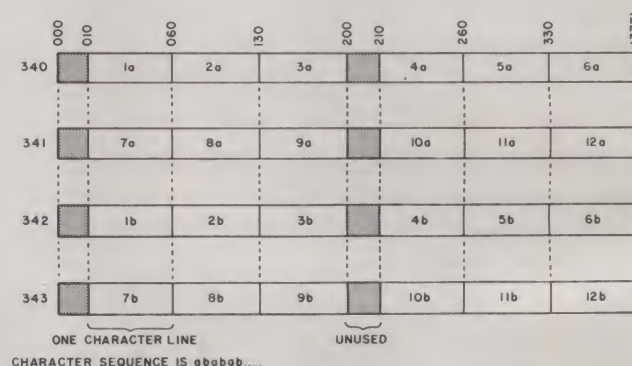 000 010 060 130 200 210 260 330 377
340 1a 2a 3a 4a 5a 6a
341 7a 8a 9a 10a 11a 12a
342 1b 2b 3b 4b 5b 6b
343 7b 8b 9b 10b 11b 12b
ONE CHARACTER LINE UNUSED
CHARACTER SEQUENCE IS ababab....